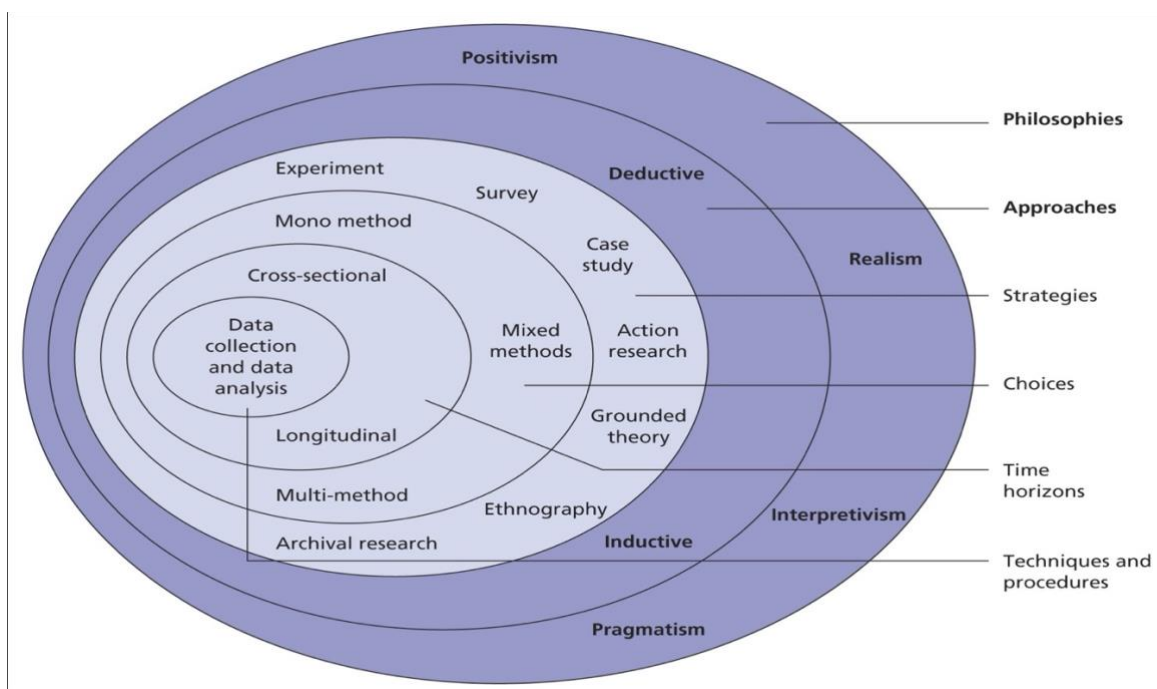 Positivism
Philosophies
Experiment
Survey
Deductive
Approaches
Mono method
Case
study
Realism
Cross-sectional
Strategies
Data
collection
and data
analysis
Mixed
methods
Action
research
Choices
Longitudinal
Grounded
theory
Time
horizons
Multi-method
Ethnography
Interpretivism
Archival research
Inductive
Techniques and
procedures
Pragmatism